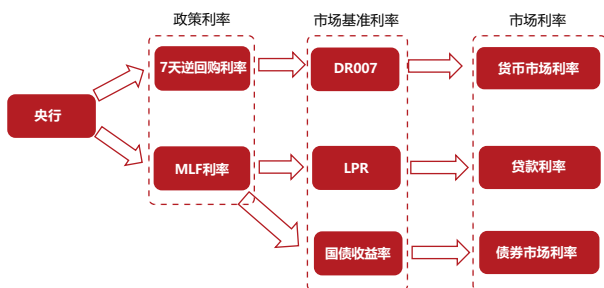 政策利率
市场基准利率
市场利率
7天逆回购利率
DR007
货币市场利率
央行
MLF利率
LPR
贷款利率
国债收益率
债券市场利率